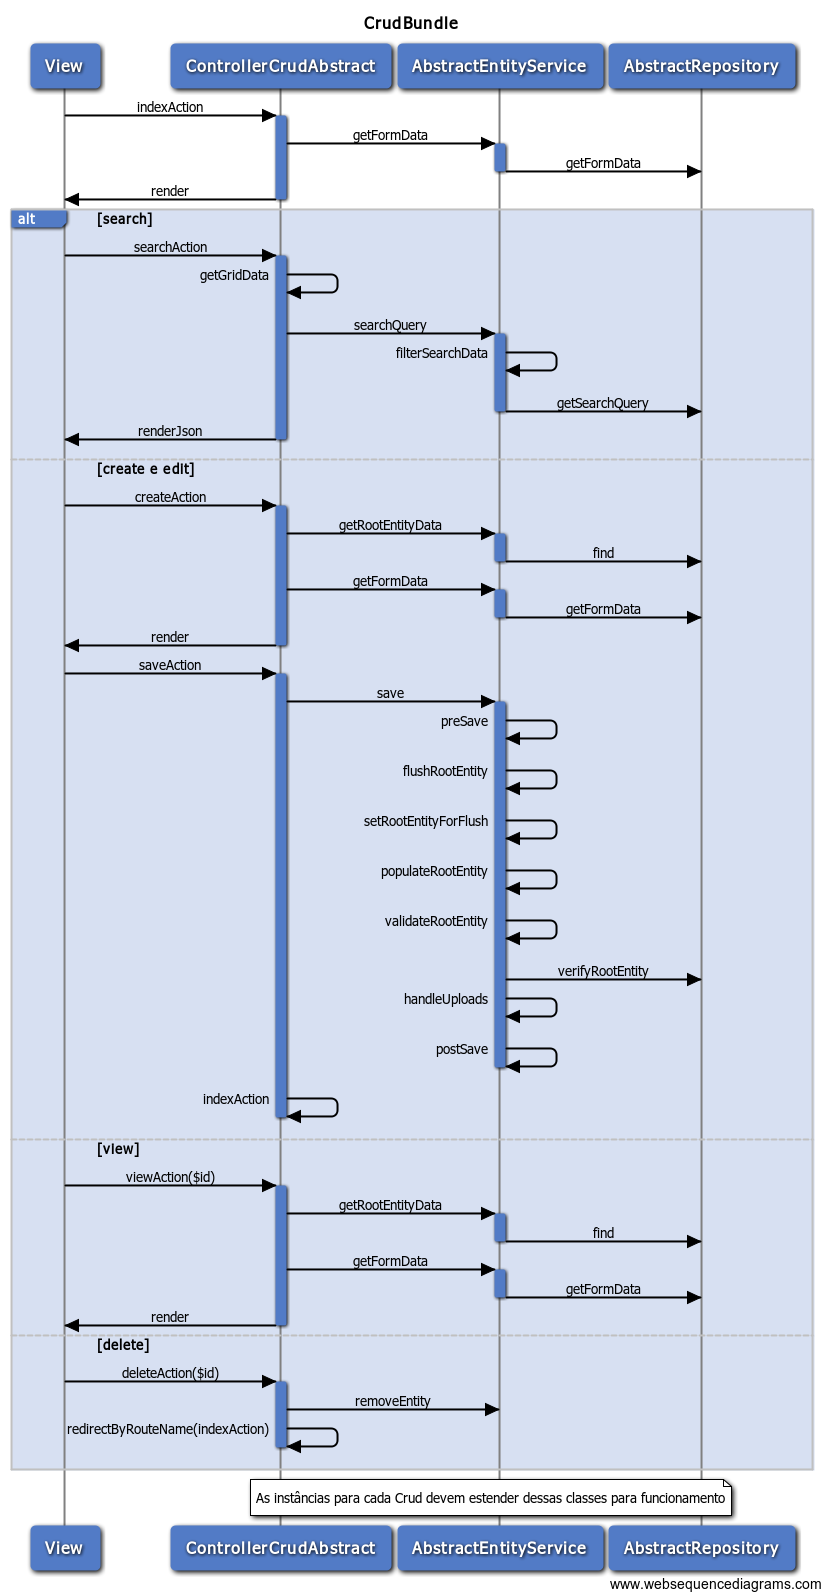 CrudBundle
View
ControllerCrudAbstract
AbstractEntityService
AbstractRepository
indexAction
getFormData
getFormData
render
alt
[search]
searchAction
getGridData
searchQuery
filterSearchData
getSearchQuery
renderJson
[create e edit]
createAction
getRootEntityData
find
getFormData
getFormData
render
saveAction
save
preSave
flushRootEntity
setRootEntityForFlush
populateRootEntity
validateRootEntity
verifyRootEntity
handleUploads
postSave
indexAction
[view]
viewAction($id)
getRootEntityData
find
getFormData
getFormData
render
[delete]
deleteAction($id)
removeEntity
redirectByRouteName(indexAction)
As instâncias para cada Crud devem estender dessas classes para funcionamento
View
ControllerCrudAbstract
AbstractEntityService
AbstractRepository
www.websequencediagrams.com